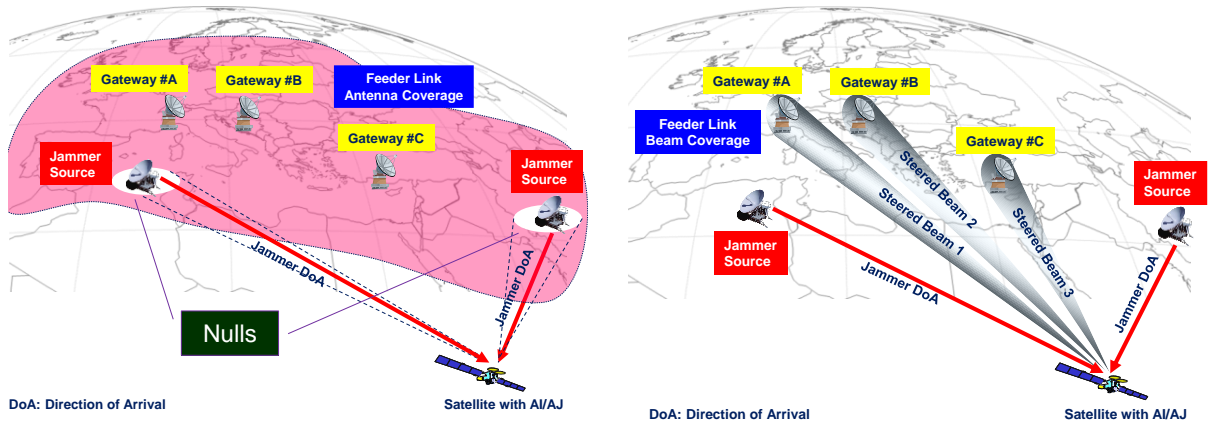 Gateway #A
Gateway #B
Feeder Link
Antenna Coverage
Gateway #C
Jammer
Source
Jammer
Source
Jammer DoA
Jammer DoA
Nulls
DoA: Direction of Arrival
Satellite with AI/AJ
Gateway #A
Gateway #B
Feeder Link
Beam Coverage
Gateway #C
Steered Beam 2
Steered Beam 1
Steered Beam 3
Jammer
Source
Jammer
Source
Jammer DoA
Jammer DoA
DoA: Direction of Arrival
Satellite with AI/AJ